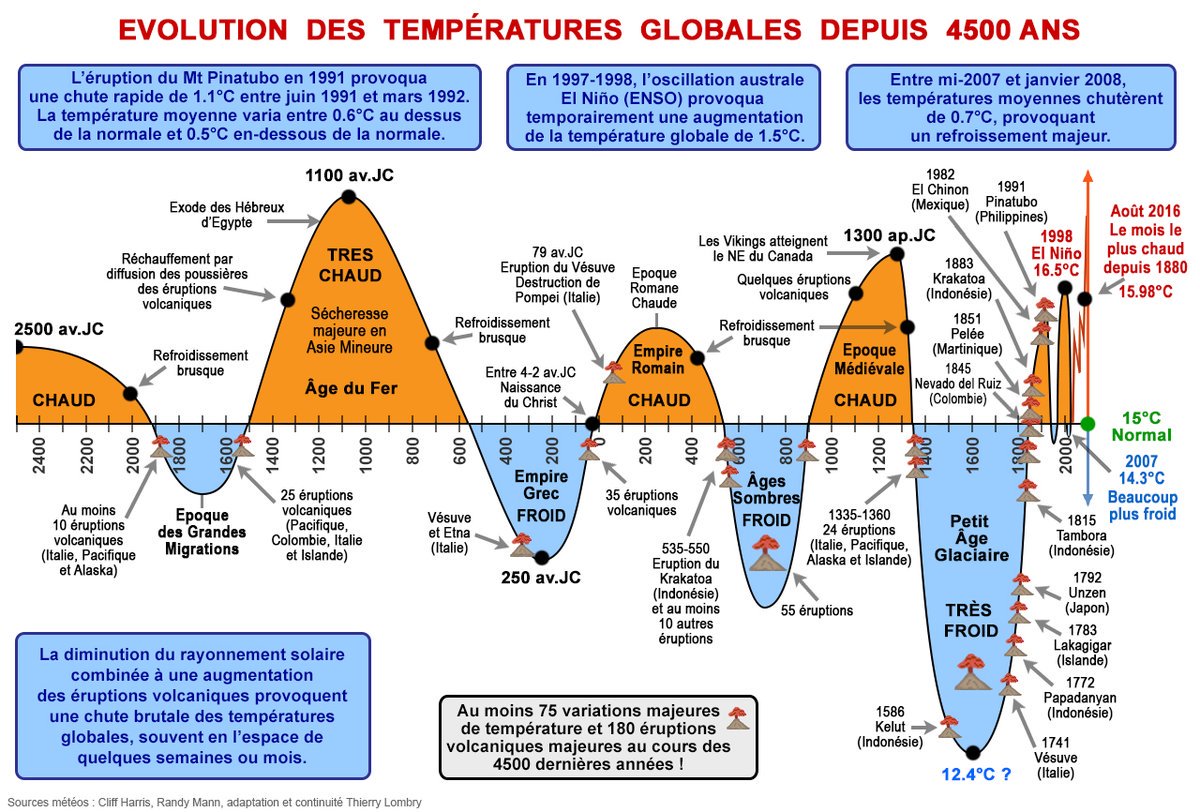 EVOLUTION DES TEMPÉRATURES GLOBALES DEPUIS 4500 ANS
L'éruption du Mt Pinatubo en 1991 provoqua
une chute rapide de 1.1°C entre juin 1991 et mars 1992.
La température moyenne varia entre 0.6°C au dessus
de la normale et 0.5°C en-dessous de la normale.
En 1997-1998, l'oscillation australe
El Niño (ENSO) provoqua
temporairement une augmentation
de la température globale de 1.5°C.
Entre mi-2007 et janvier 2008,
les températures moyennes chutèrent
de 0.7°C, provoquant
un refroissement majeur.
2500 av.JC
CHAUD
Refroidissement
brusque
Réchauffement par
diffusion des poussières
des éruptions
volcaniques
Exode des Hébreux
d'Egypte
1100 av.JC
TRES
CHAUD
Sécheresse
majeure en
Asie Mineure
Âge du Fer
Refroidissement
brusque
79 av.JC
Eruption du Vésuve
Destruction de
Pompei (Italie)
Entre 4-2 av.JC
Naissance
du Christ
Epoque
Romane
Chaude
Empire
Romain
CHAUD
Refroidissement
brusque
Les Vikings atteignent
le NE du Canada
Quelques éruptions
volcaniques
1300 ap.JC
Epoque
Médiévale
CHAUD
1982
El Chinon
(Mexique)
1991
Pinatubo
(Philippines)
1883
Krakatoa
(Indonésie)
1851
Pelée
(Martinique)
1845
Nevado del Ruiz
(Colombie)
1998
El Niño
16.5°C
Août 2016
Le mois le
plus chaud
depuis 1880
15.98°C
15°C
Normal
2007
14.3°C
Beaucoup
plus froid
2400 2200 2000 1800 1600 1400 1200 1000 800 600 400 200 0 200 400 600 800 1000 1200 1400 1600 1800 2000
Au moins
10 éruptions
volcaniques
(Italie, Pacifique
et Alaska)
Epoque
des Grandes
Migrations
25 éruptions
volcaniques
(Pacifique,
Colombie, Italie
et Islande)
Vésuve
et Etna
(Italie)
Empire
Grec
FROID
250 av.JC
35 éruptions
volcaniques
535-550
Eruption du
Krakatoa
(Indonésie)
et au moins
10 autres
éruptions
Âges
Sombres
FROID
55 éruptions
1335-1360
24 éruptions
(Italie, Pacifique,
Alaska et Islande)
Petit
Âge
Glaciaire
TRÈS
FROID
1586
Kelut
(Indonésie)
12.4°C ?
1815
Tambora
(Indonésie)
1792
Unzen
(Japon)
1783
Lakagigar
(Islande)
1772
Papadanyan
(Indonésie)
1741
Vésuve
(Italie)
La diminution du rayonnement solaire
combinée à une augmentation
des éruptions volcaniques provoquent
une chute brutale des températures
globales, souvent en l'espace de
quelques semaines ou mois.
Au moins 75 variations majeures
de température et 180 éruptions
volcaniques majeures au cours des
4500 dernières années !
Sources météos : Cliff Harris, Randy Mann, adaptation et continuité Thierry Lombry